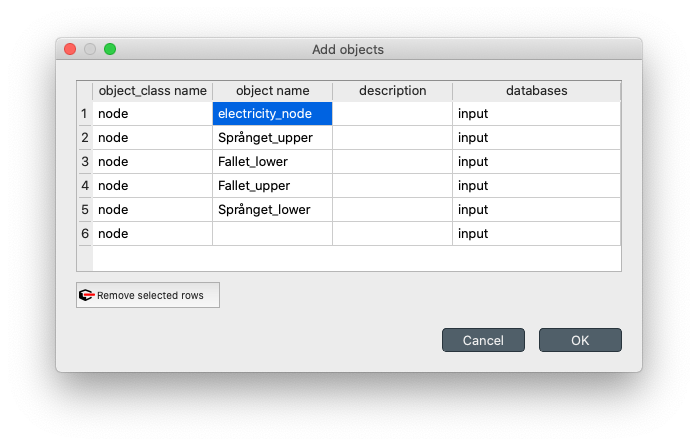 Add objects
object_class name object name description databases
1 node electricity_node input
2 node Språnget_upper input
3 node Fallet_lower input
4 node Fallet_upper input
5 node Språnget_lower input
6 node input
Remove selected rows
Cancel OK